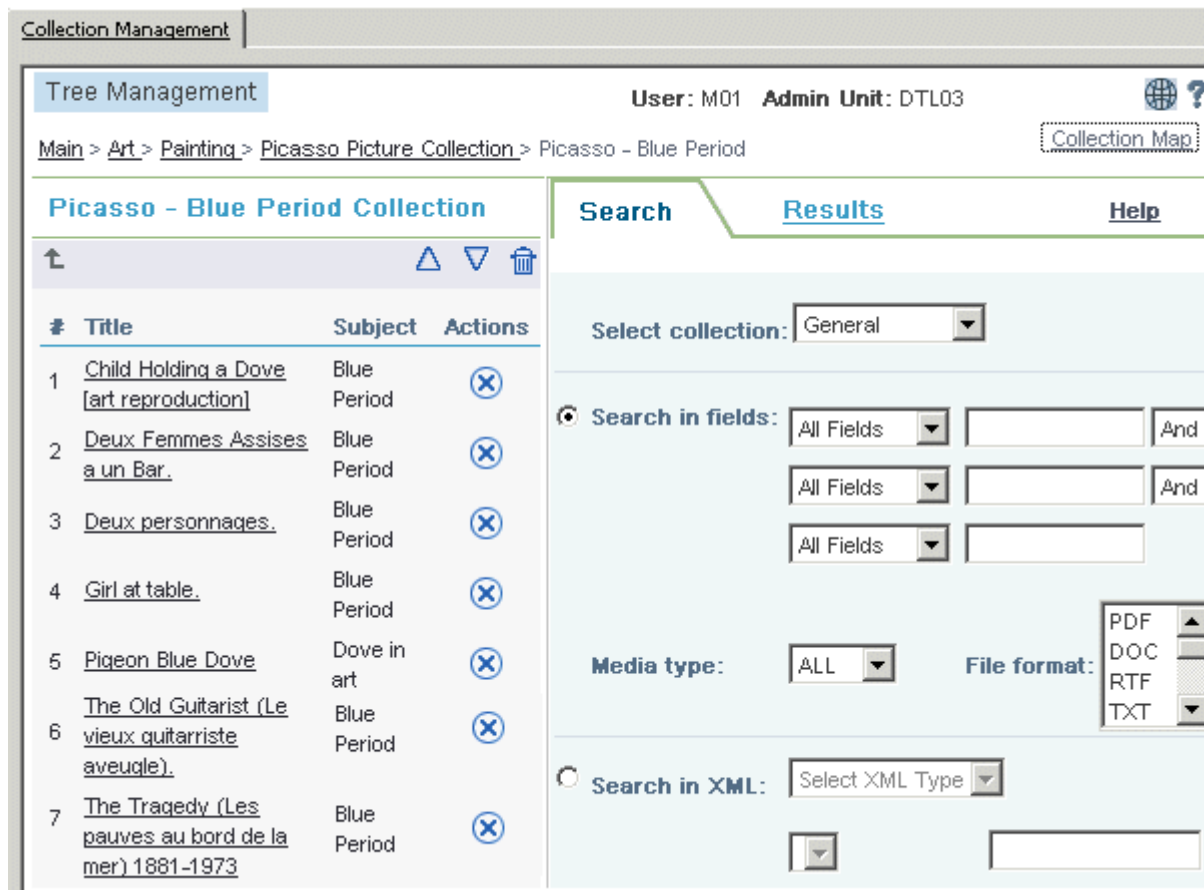 Collection Management
Tree Management
User: M01 Admin Unit: DTL03
?
Collection Map
Main > Art > Painting > Picasso Picture Collection > Picasso - Blue Period
Picasso - Blue Period Collection
Search
Results
Help
# Title Subject Actions
1 Child Holding a Dove [art reproduction] Blue Period
2 Deux Femmes Assises a un Bar. Blue Period
3 Deux personnages. Blue Period
4 Girl at table. Blue Period
5 Pigeon Blue Dove Dove in art
6 The Old Guitarist (Le vieux guitarriste aveugle). Blue Period
7 The Tragedy (Les pauves au bord de la mer) 1881-1973 Blue Period
Select collection: General
Search in fields: All Fields And
All Fields And
All Fields
Media type: ALL
File format: PDF
DOC
RTF
TXT
Search in XML: Select XML Type